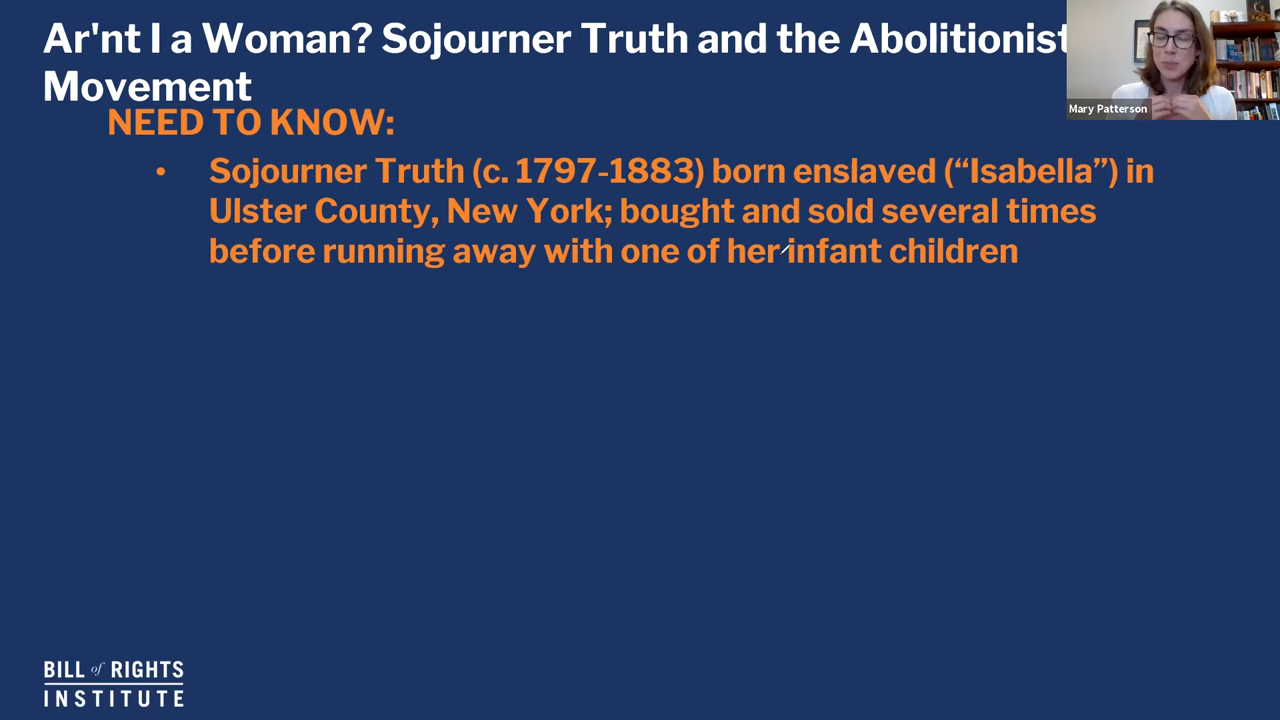 Ar'nt I a Woman? Sojourner Truth and the Abolitionist
Movement
Mary Patterson
NEED TO KNOW:
• Sojourner Truth (c. 1797-1883) born enslaved (“Isabella”) in
Ulster County, New York; bought and sold several times
before running away with one of her infant children
BILL of RIGHTS
INSTITUTE